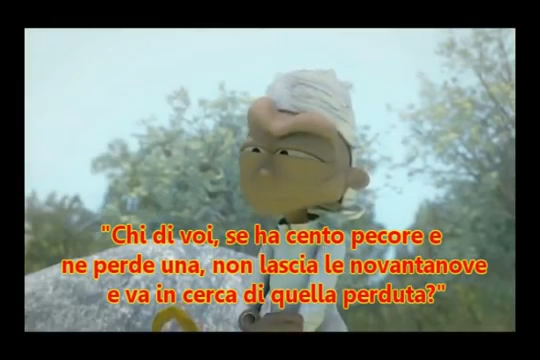 "Chi di voi, se ha cento pecore e
ne perde una, non lascia le novantanove
e va in cerca di quella perduta?"